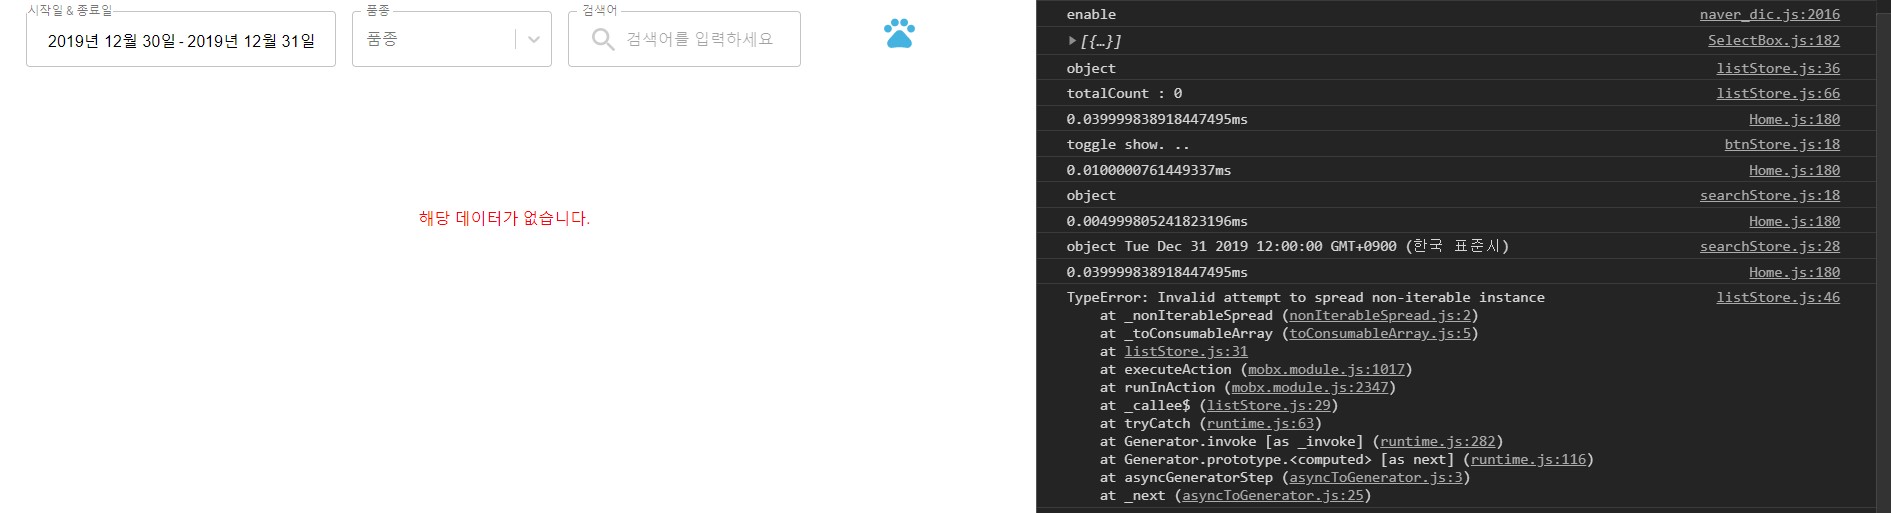 시작일 & 종료일
2019년 12월 30일 - 2019년 12월 31일
품종
품종
검색어
검색어를 입력하세요
해당 데이터가 없습니다.
enable naver_dic.js:2016
▶[{…}] SelectBox.js:182
object listStore.js:36
totalCount : 0 listStore.js:66
0.039999838918447495ms Home.js:180
toggle show. .. btnStore.js:18
0.0100000761449337ms Home.js:180
object searchStore.js:18
0.004999805241823196ms Home.js:180
object Tue Dec 31 2019 12:00:00 GMT+0900 (한국 표준시) searchStore.js:28
0.039999838918447495ms Home.js:180
TypeError: Invalid attempt to spread non-iterable instance listStore.js:46
at _nonIterableSpread (nonIterableSpread.js:2)
at _toConsumableArray (toConsumableArray.js:5)
at listStore.js:31
at executeAction (mobx.module.js:1017)
at runInAction (mobx.module.js:2347)
at _callee$ (listStore.js:29)
at tryCatch (runtime.js:63)
at Generator.invoke [as _invoke] (runtime.js:282)
at Generator.prototype.<computed> [as next] (runtime.js:116)
at asyncGeneratorStep (asyncToGenerator.js:3)
at _next (asyncToGenerator.js:25)